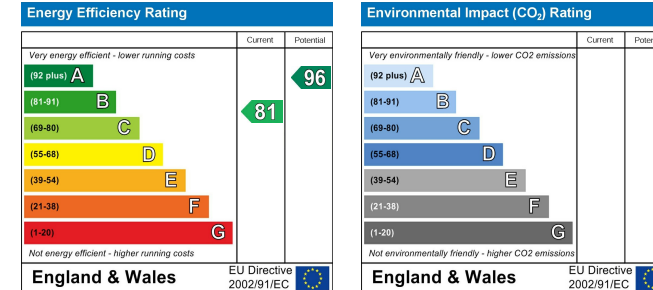 Energy Efficiency Rating
Current Potential
Very energy efficient - lower running costs
(92 plus) A
96
(81-91) B
81
(69-80) C
(55-68) D
(39-54) E
(21-38) F
(1-20) G
Not energy efficient - higher running costs
England & Wales
EU Directive
2002/91/EC
Environmental Impact (CO₂) Rating
Current Poten
Very environmentally friendly - lower CO2 emissions
(92 plus) A
(81-91) B
(69-80) C
(55-68) D
(39-54) E
(21-38) F
(1-20) G
Not environmentally friendly - higher CO2 emissions
England & Wales
EU Directive
2002/91/EC